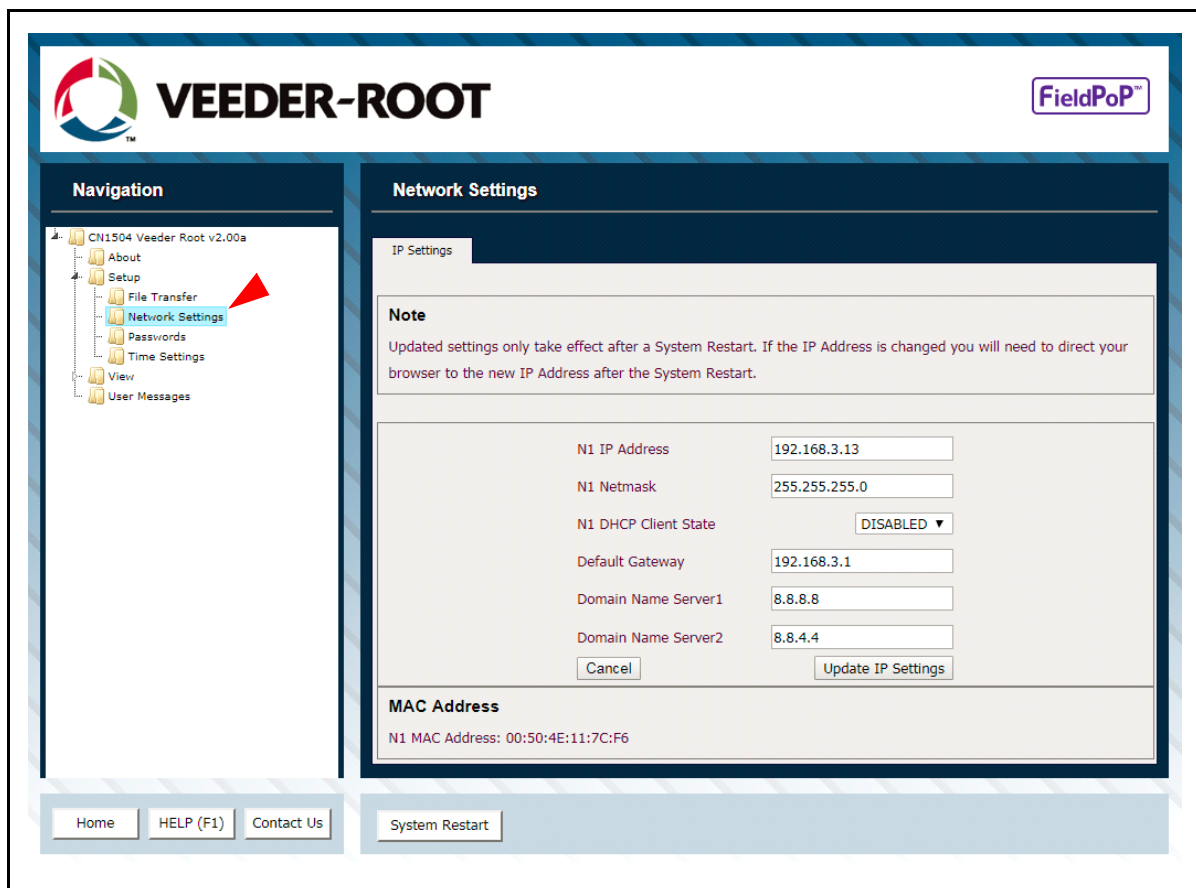 VEEDER-ROOT
TM
FieldPoP™
Navigation
CN1504 Veeder Root v2.00a
About
Setup
File Transfer
Network Settings
Passwords
Time Settings
View
User Messages
Network Settings
IP Settings
Note
Updated settings only take effect after a System Restart. If the IP Address is changed you will need to direct your
browser to the new IP Address after the System Restart.
N1 IP Address 192.168.3.13
N1 Netmask 255.255.255.0
N1 DHCP Client State DISABLED ▼
Default Gateway 192.168.3.1
Domain Name Server1 8.8.8.8
Domain Name Server2 8.8.4.4
Cancel Update IP Settings
MAC Address
N1 MAC Address: 00:50:4E:11:7C:F6
Home HELP (F1) Contact Us System Restart